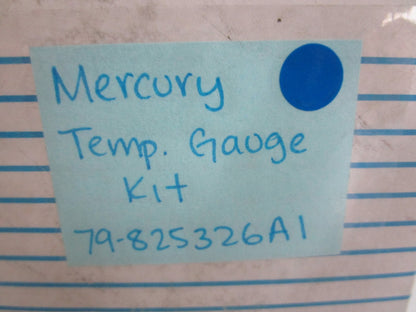 Mercury
Temp. Gauge
Kit
79-825326A1